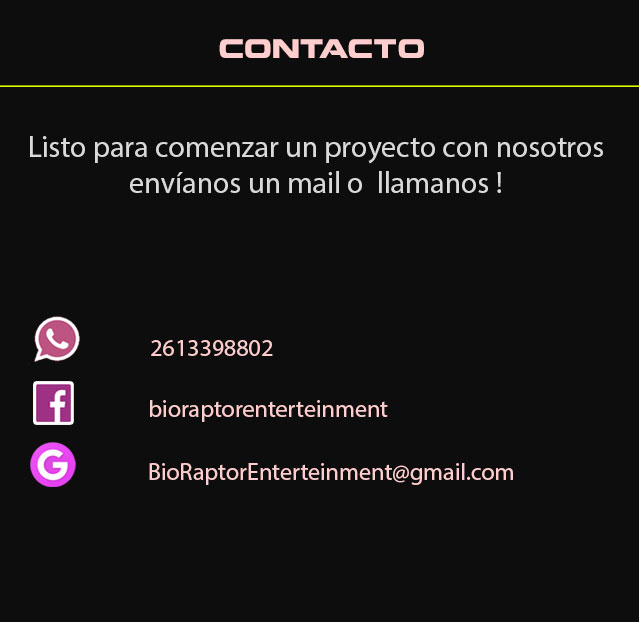 CONTACTO
Listo para comenzar un proyecto con nosotros
envíanos un mail o llamanos !
2613398802
bioraptorenterteinment
BioRaptorEnterteinment@gmail.com